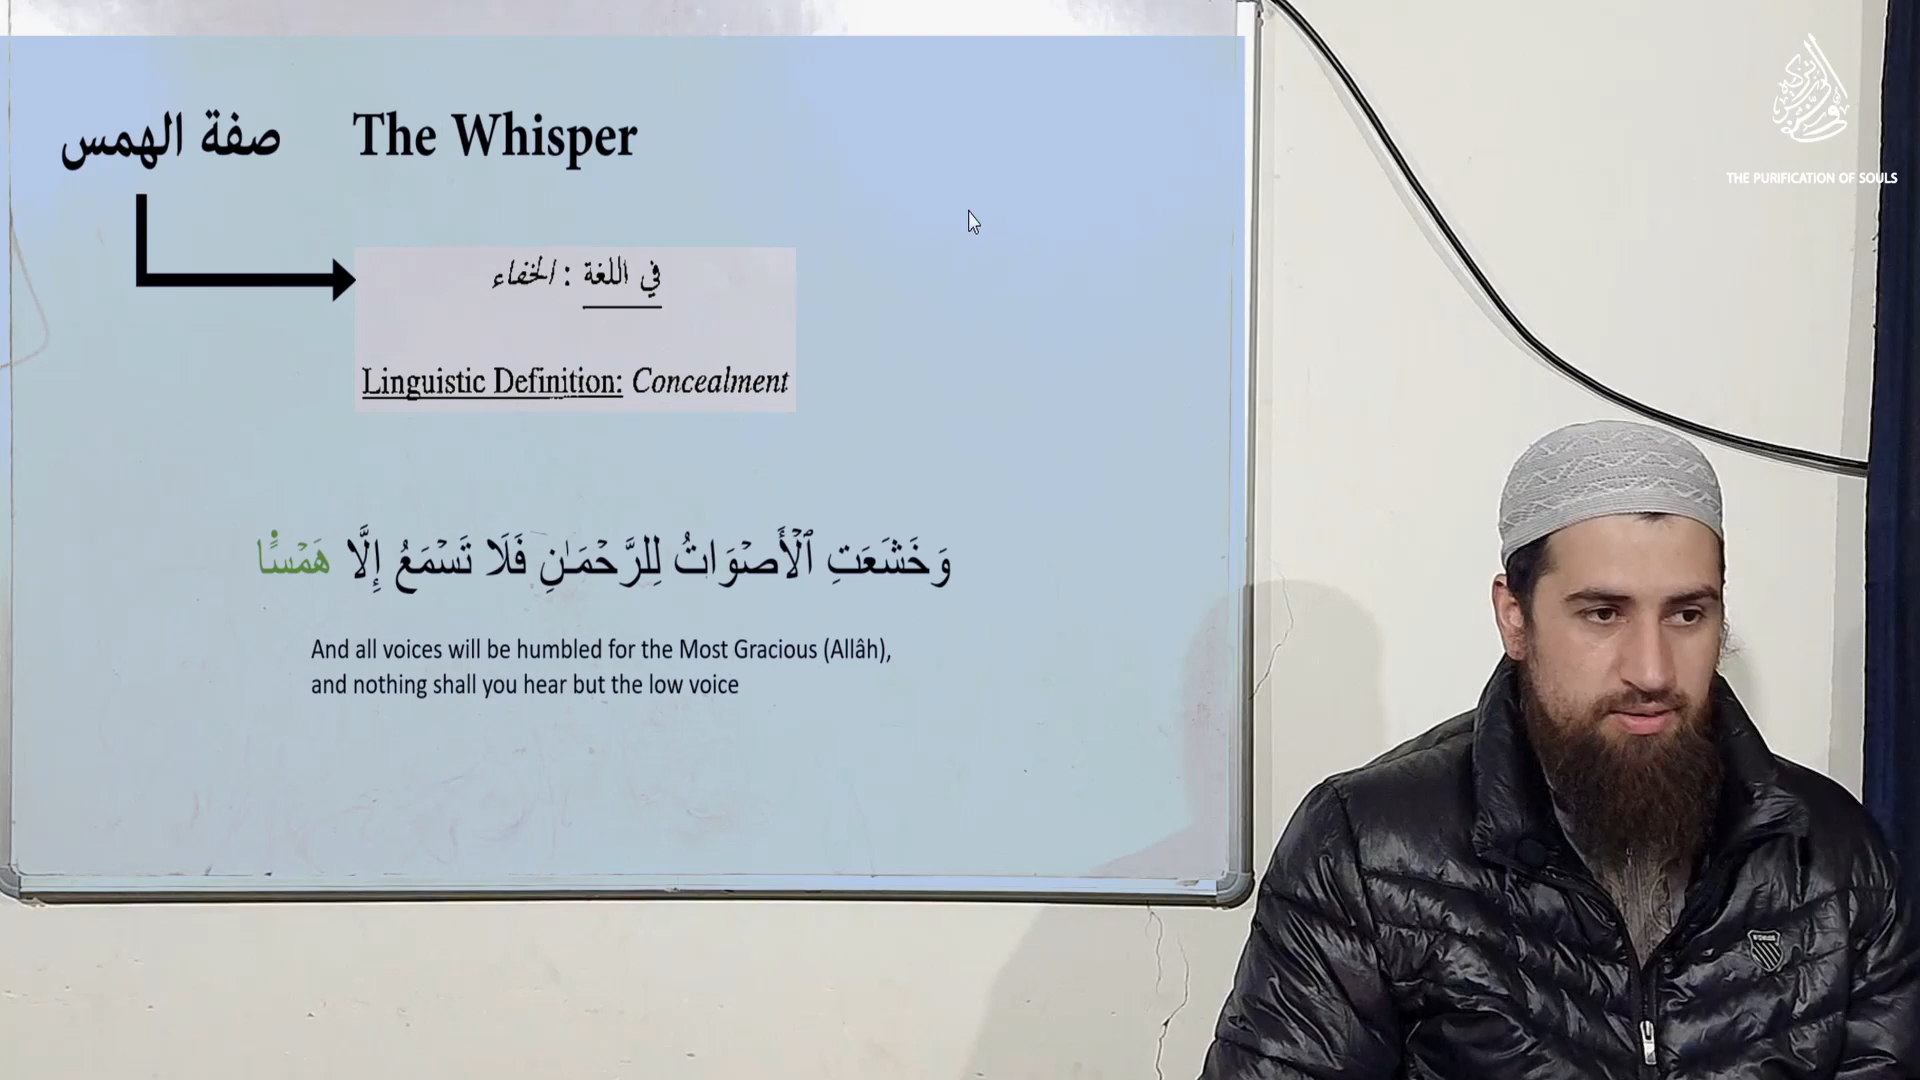 صفة الهمس The Whisper
في اللغة : الخفاء
Linguistic Definition: Concealment
وَخَشَعَتِ ٱلْأَصْوَاتُ لِلرَّحْمَـٰنِ فَلَا تَسْمَعُ إِلَّا هَمْسًا
And all voices will be humbled for the Most Gracious (Allâh),
and nothing shall you hear but the low voice
THE PURIFICATION OF SOULS